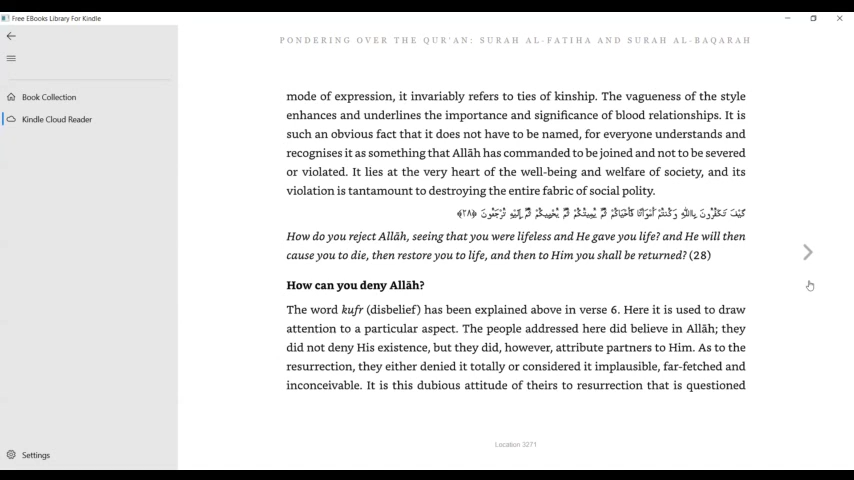 Free EBooks Library For Kindle
PONDERING OVER THE QUR'AN: SURAH AL-FATIHA AND SURAH AL-BAQARAH
mode of expression, it invariably refers to ties of kinship. The vagueness of the style
enhances and underlines the importance and significance of blood relationships. It is
such an obvious fact that it does not have to be named, for everyone understands and
recognises it as something that Allāh has commanded to be joined and not to be severed
or violated. It lies at the very heart of the well-being and welfare of society, and its
violation is tantamount to destroying the entire fabric of social polity.
كَيْفَ تَكْفُرُونَ بِاللَّهِ وَكُنتُمْ أَمْوَاتًا فَأَحْيَاكُمْ ثُمَّ يُمِيتُكُمْ ثُمَّ يُحْيِيكُمْ ثُمَّ إِلَيْهِ تُرْجَعُونَ ﴿٢٨﴾
How do you reject Allāh, seeing that you were lifeless and He gave you life? and He will then
cause you to die, then restore you to life, and then to Him you shall be returned? (28)
How can you deny Allāh?
The word kufr (disbelief) has been explained above in verse 6. Here it is used to draw
attention to a particular aspect. The people addressed here did believe in Allāh; they
did not deny His existence, but they did, however, attribute partners to Him. As to the
resurrection, they either denied it totally or considered it implausible, far-fetched and
inconceivable. It is this dubious attitude of theirs to resurrection that is questioned
Location 3271
Book Collection
Kindle Cloud Reader
Settings